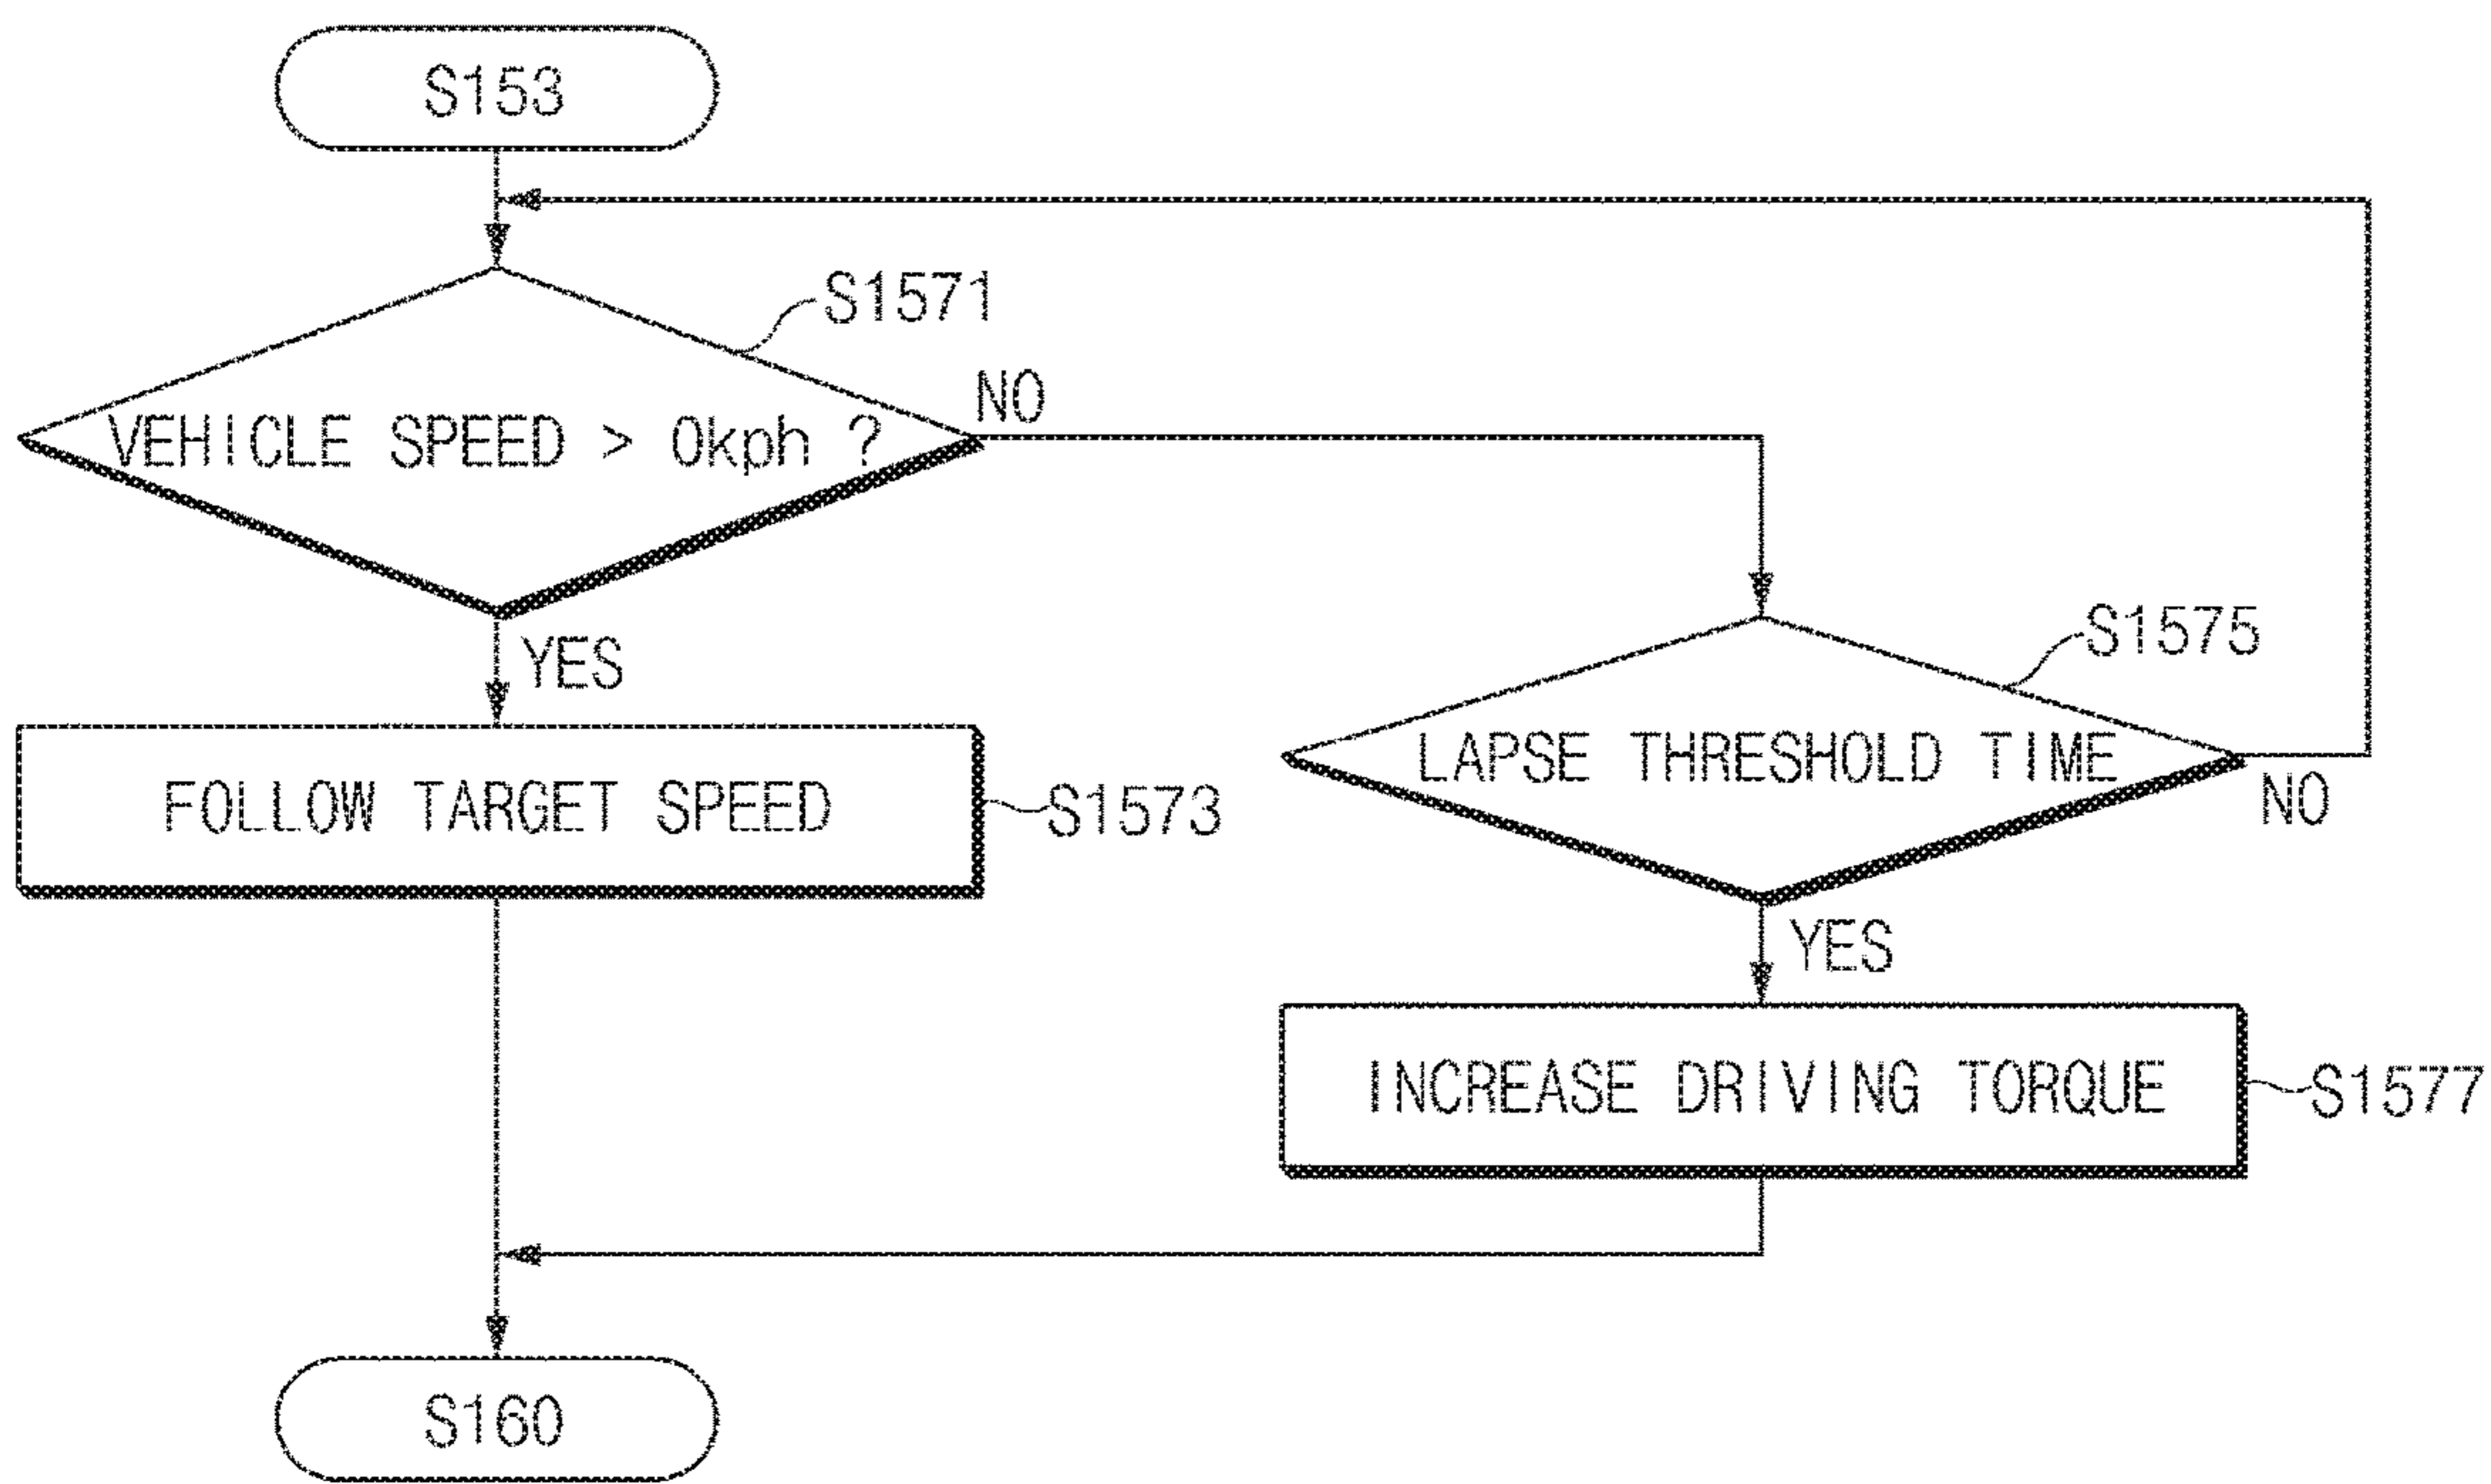 S153
S1571
NO
VEHICLE SPEED > 0kph ?
YES
S1575
LAPSE THRESHOLD TIME
NO
FOLLOW TARGET SPEED
S1573
YES
INCREASE DRIVING TORQUE
S1577
S160